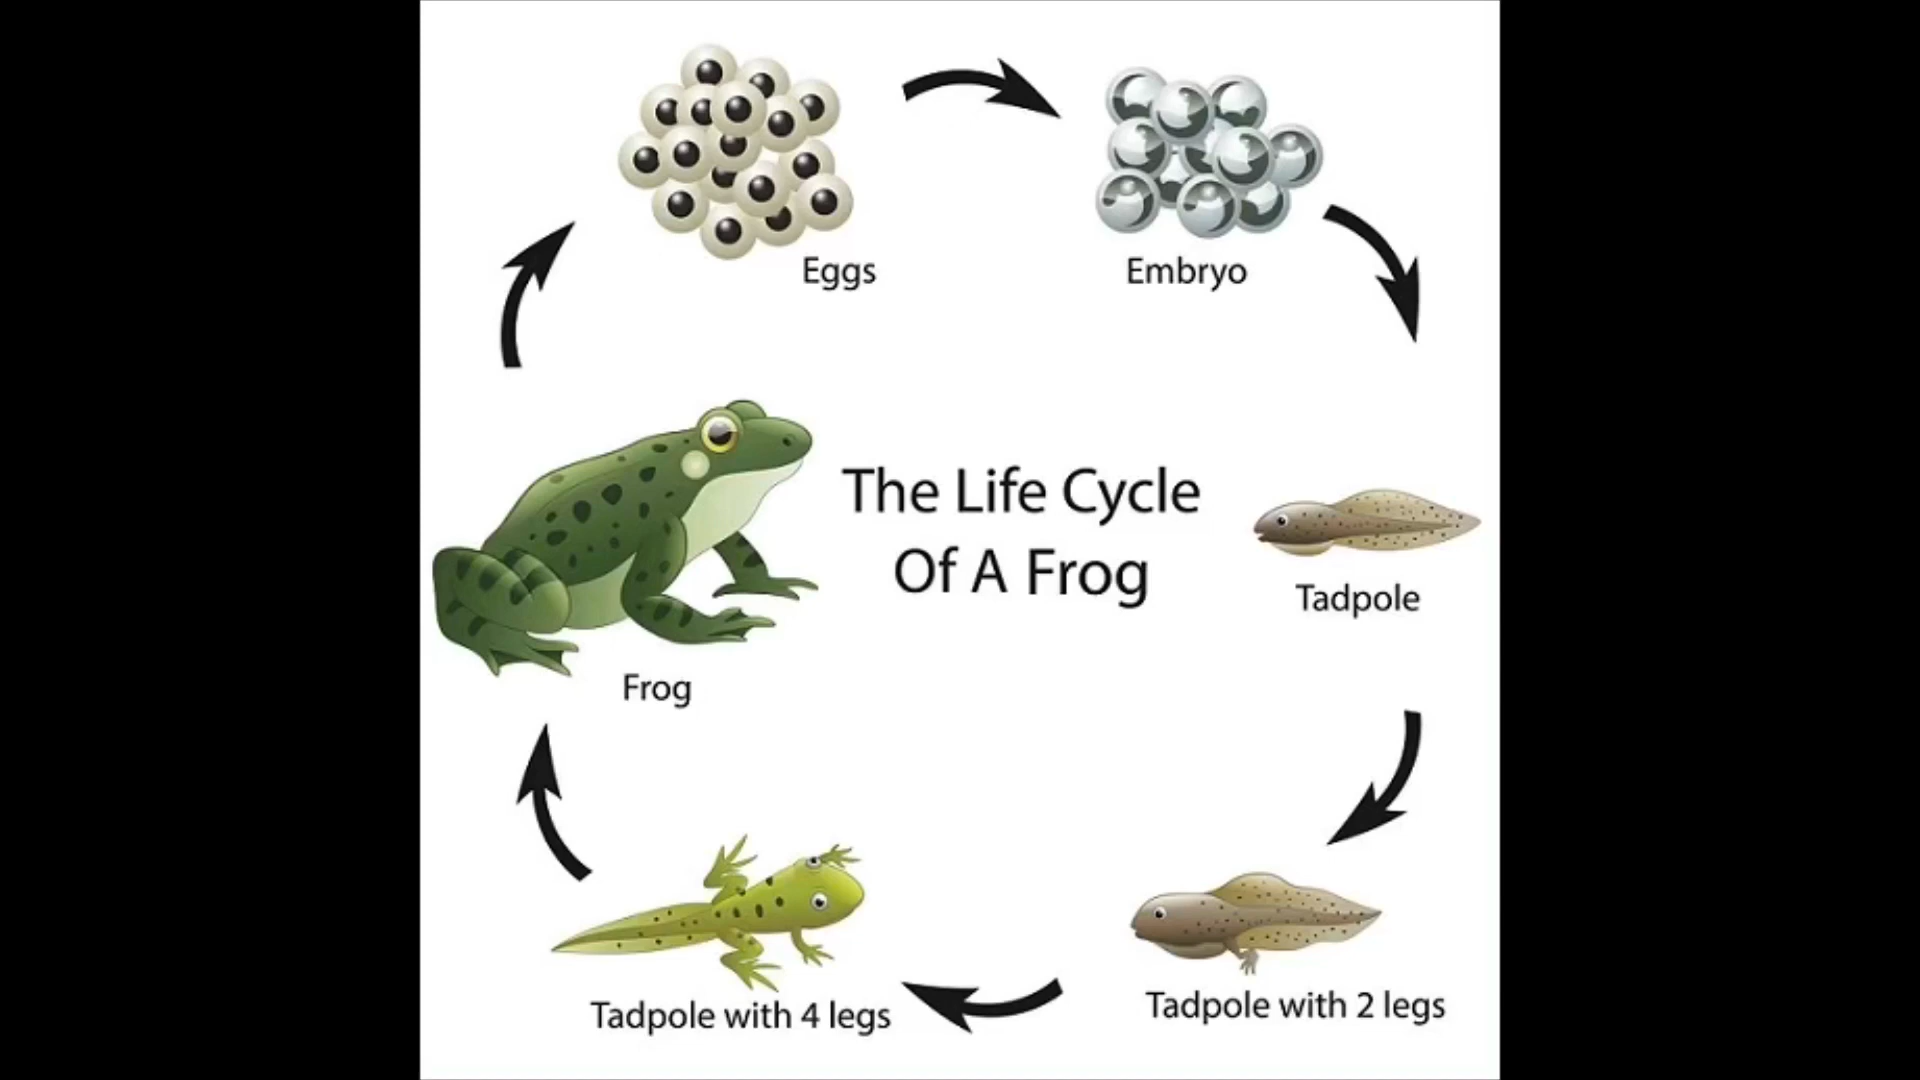 Eggs
Embryo
The Life Cycle
Of A Frog
Tadpole
Frog
Tadpole with 4 legs
Tadpole with 2 legs